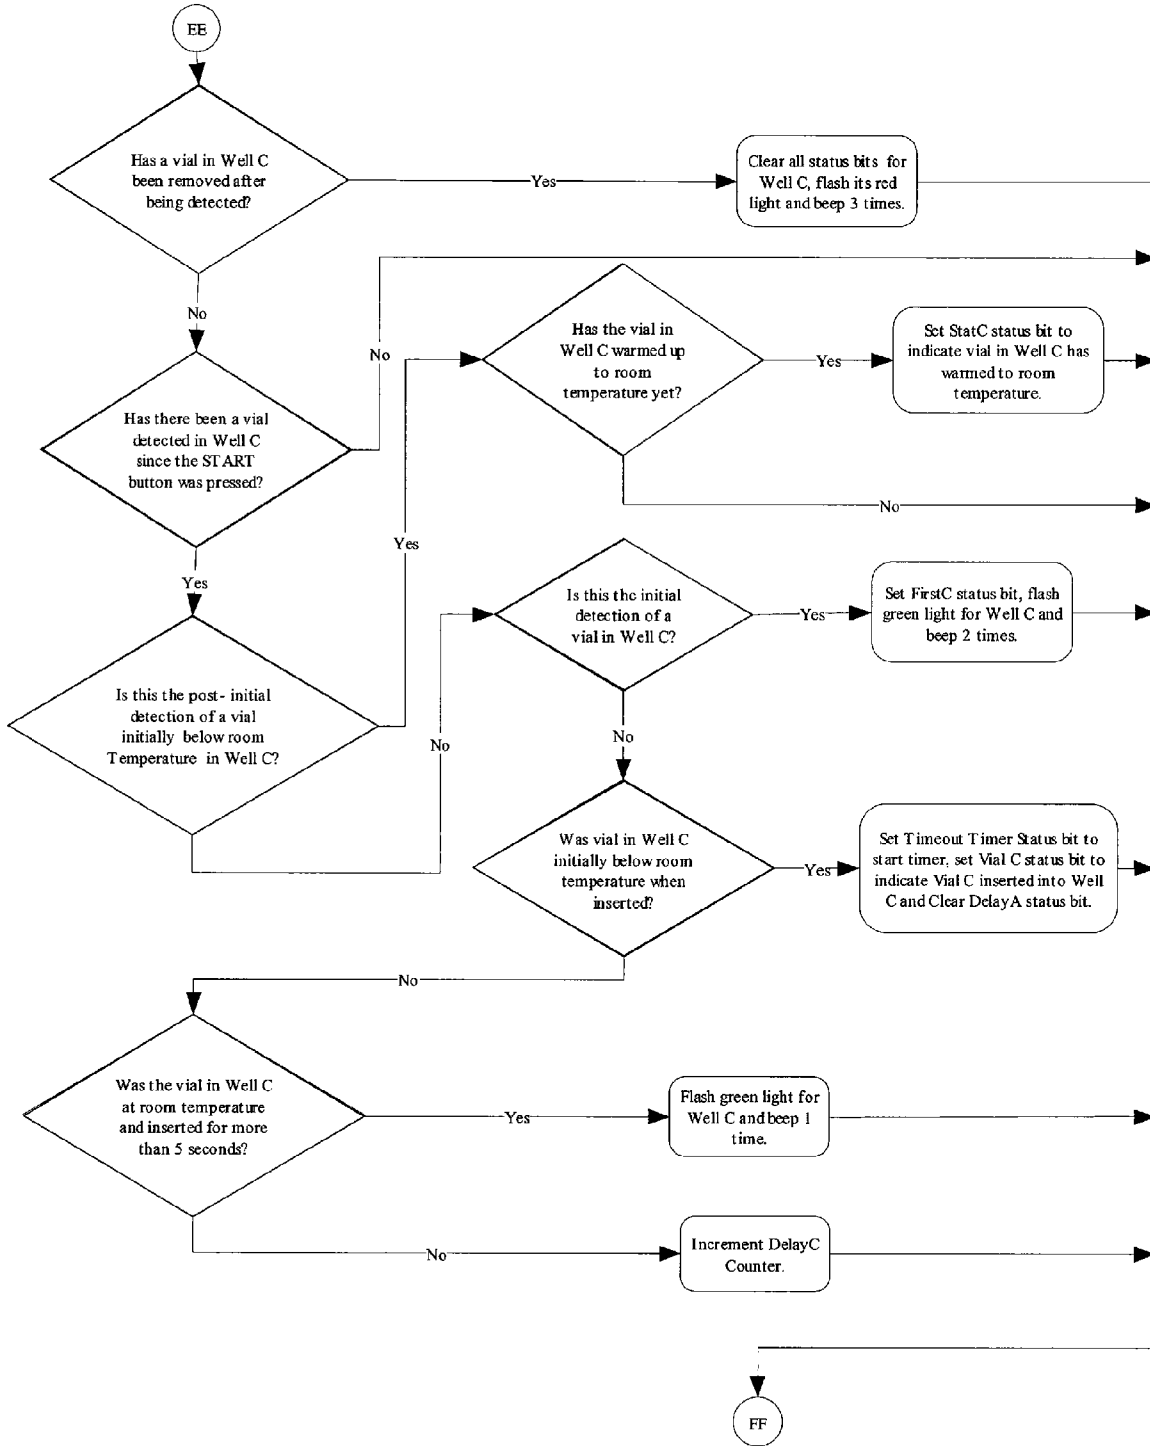 EE
Has a vial in Well C
been removed after
being detected?
Yes
Clear all status bits for
Well C, flash its red
light and beep 3 times.
No
Has there been a vial
detected in Well C
since the START
button was pressed?
No
Has the vial in
Well C warmed up
to room
temperature yet?
Yes
Set StatC status bit to
indicate vial in Well C has
warmed to room
temperature.
No
Yes
Yes
Is this the post- initial
detection of a vial
initially below room
Temperature in Well C?
No
Is this the initial
detection of a
vial in Well C?
Yes
Set FirstC status bit, flash
green light for Well C and
beep 2 times.
No
Was vial in Well C
initially below room
temperature when
inserted?
Yes
Set Timeout Timer Status bit to
start timer, set Vial C status bit to
indicate Vial C inserted into Well
C and Clear DelayA status bit.
No
Was the vial in Well C
at room temperature
and inserted for more
than 5 seconds?
Yes
Flash green light for
Well C and beep 1
time.
No
Increment DelayC
Counter.
FF